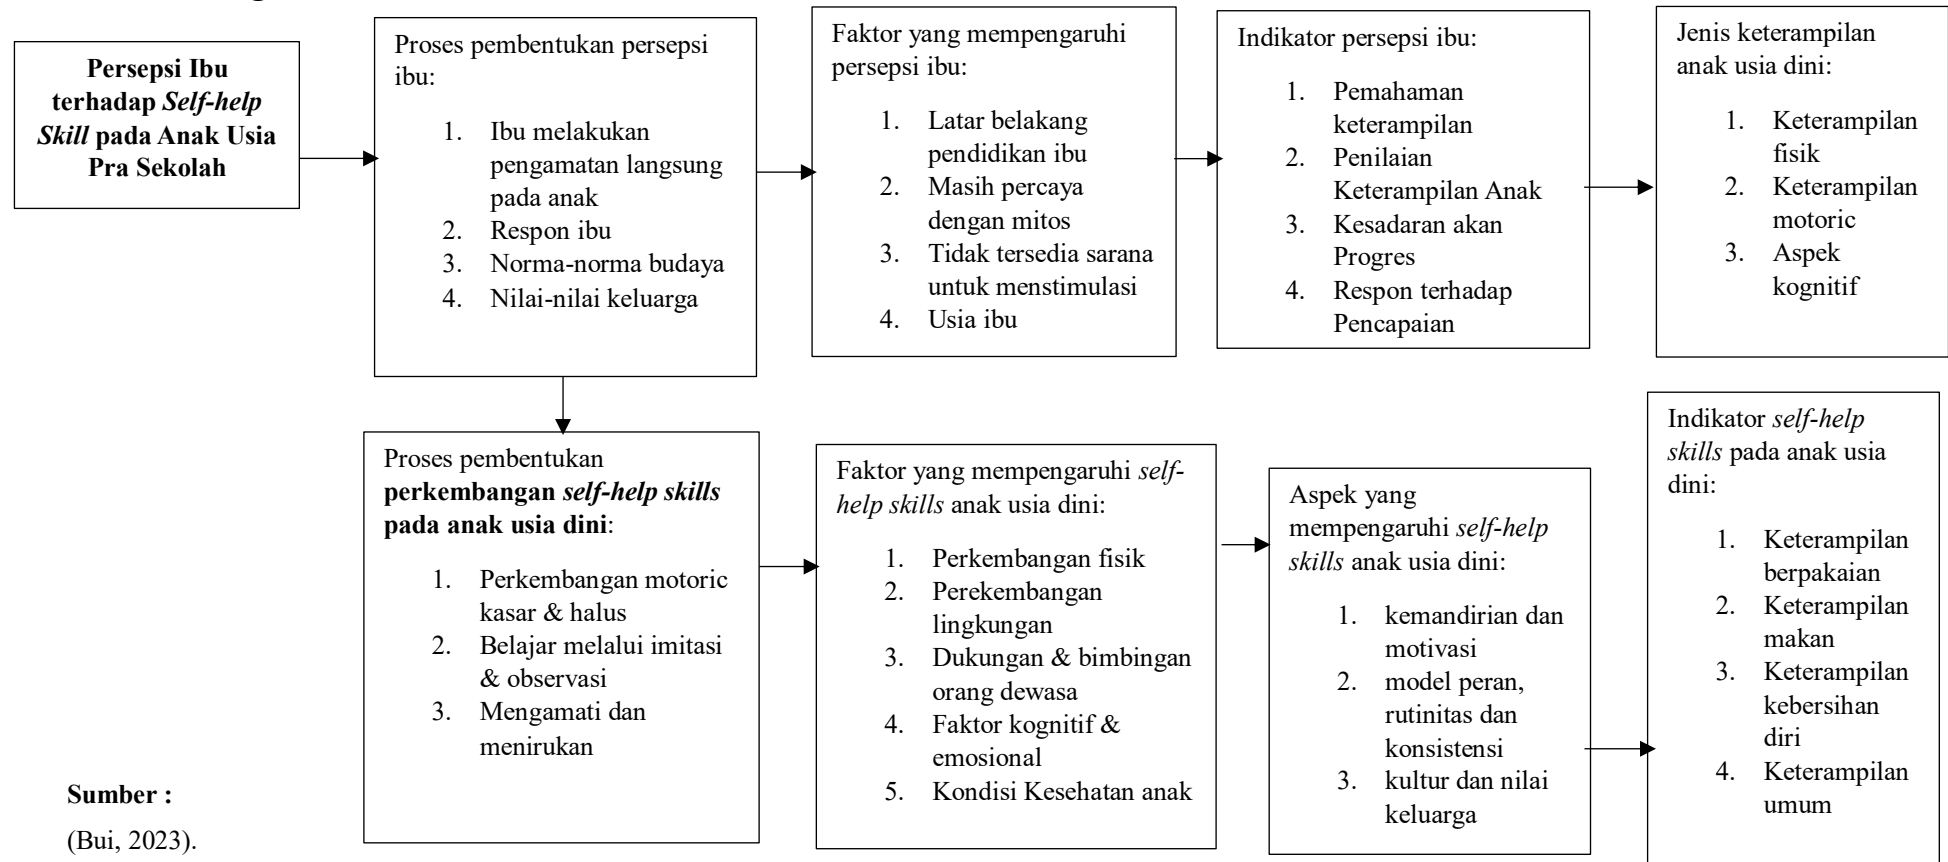 Persepsi Ibu
terhadap Self-help
Skill pada Anak Usia
Pra Sekolah
Proses pembentukan persepsi
ibu:
1. Ibu melakukan
pengamatan langsung
pada anak
2. Respon ibu
3. Norma-norma budaya
4. Nilai-nilai keluarga
Faktor yang mempengaruhi
persepsi ibu:
1. Latar belakang
pendidikan ibu
2. Masih percaya
dengan mitos
3. Tidak tersedia sarana
untuk menstimulasi
4. Usia ibu
Indikator persepsi ibu:
1. Pemahaman
keterampilan
2. Penilaian
Keterampilan Anak
3. Kesadaran akan
Progres
4. Respon terhadap
Pencapaian
Jenis keterampilan
anak usia dini:
1. Keterampilan
fisik
2. Keterampilan
motoric
3. Aspek
kognitif
Proses pembentukan
perkembangan self-help skills
pada anak usia dini:
1. Perkembangan motoric
kasar & halus
2. Belajar melalui imitasi
& observasi
3. Mengamati dan
menirukan
Faktor yang mempengaruhi self-
help skills anak usia dini:
1. Perkembangan fisik
2. Perekembangan
lingkungan
3. Dukungan & bimbingan
orang dewasa
4. Faktor kognitif &
emosional
5. Kondisi Kesehatan anak
Aspek yang
mempengaruhi self-help
skills anak usia dini:
1. kemandirian dan
motivasi
2. model peran,
rutinitas dan
konsistensi
3. kultur dan nilai
keluarga
Indikator self-help
skills pada anak usia
dini:
1. Keterampilan
berpakaian
2. Keterampilan
makan
3. Keterampilan
kebersihan
diri
4. Keterampilan
umum
Sumber :
(Bui, 2023).